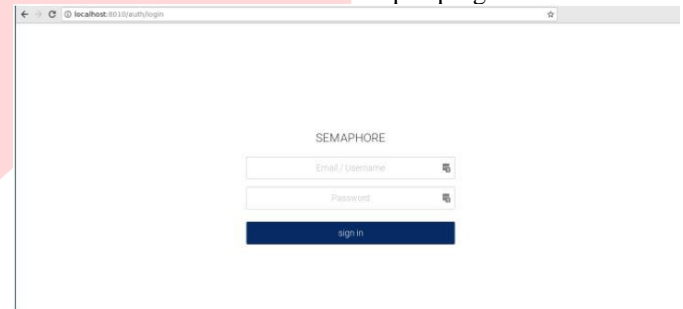 localhost:8010/auth/login
SEMAPHORE
Email / Username
Password
sign in